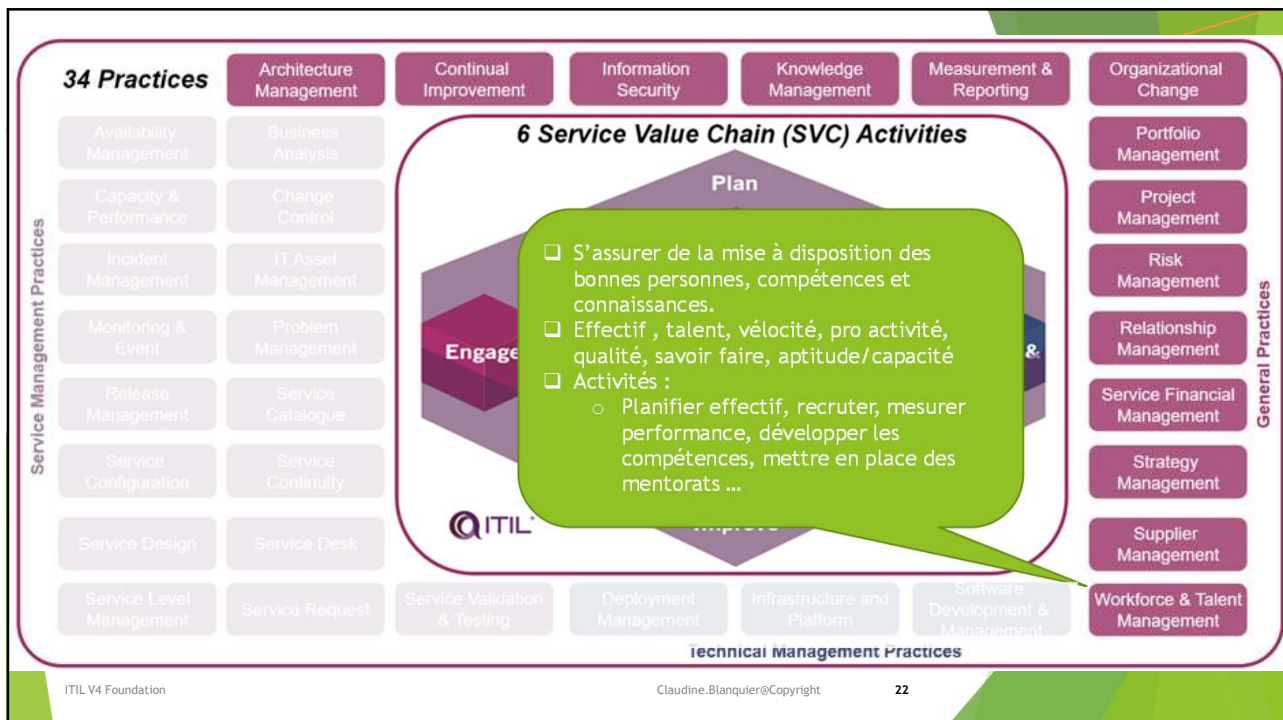 34 Practices
Architecture
Management
Continual
Improvement
Information
Security
Knowledge
Management
Measurement &
Reporting
Organizational
Change
Availability
Management
Business
Analysis
6 Service Value Chain (SVC) Activities
Portfolio
Management
Plan
Capacity &
Performance
Change
Control
Project
Management
Incident
Management
IT Asset
Management
Risk
Management
Monitoring &
Event
Problem
Management
Engage
&
Relationship
Management
Release
Management
Service
Catalogue
Service Financial
Management
Service
Configuration
Service
Continuity
Strategy
Management
❑ S’assurer de la mise à disposition des
bonnes personnes, compétences et
connaissances.
❑ Effectif , talent, vélocité, pro activité,
qualité, savoir faire, aptitude/capacité
❑ Activités :
o Planifier effectif, recruter, mesurer
performance, développer les
compétences, mettre en place des
mentorats …
ITIL®
Improve
Service Design
Service Desk
Supplier
Management
Service Level
Management
Service Request
Service Validation
& Testing
Deployment
Management
Infrastructure and
Platform
Software
Development &
Management
Workforce & Talent
Management
Service Management Practices
General Practices
Technical Management Practices
ITIL V4 Foundation
Claudine.Blanquier@Copyright
22